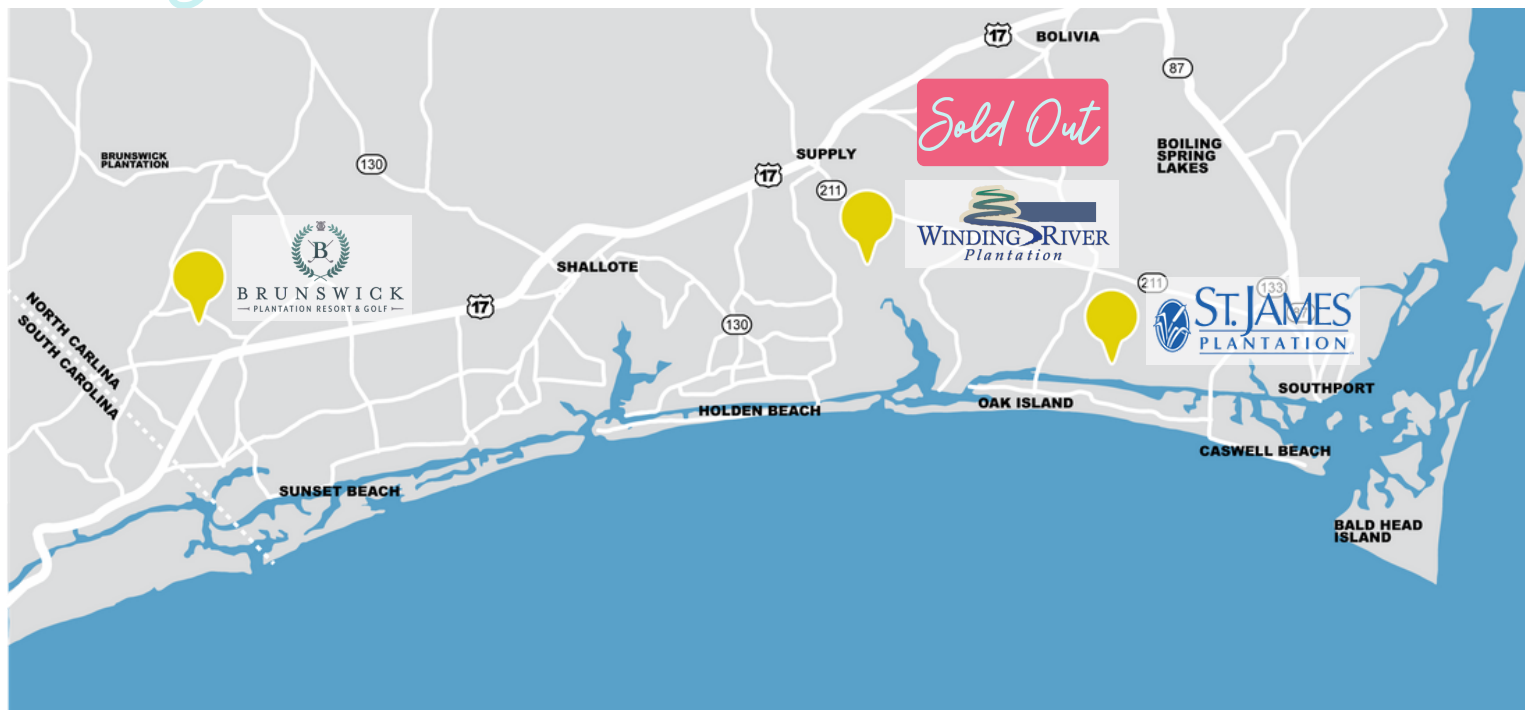 17
BOLIVIA
87
Sold Out
BRUNSWICK
PLANTATION
130
SUPPLY
BOILING
SPRING
LAKES
17
211
WINDING RIVER
Plantation
B
BRUNSWICK
PLANTATION RESORT & GOLF
SHALLOTE
17
130
211
133
87
ST. JAMES
PLANTATION
NORTH CARLINA
SOUTH CAROLINA
HOLDEN BEACH
OAK ISLAND
SOUTHPORT
CASWELL BEACH
SUNSET BEACH
BALD HEAD
ISLAND